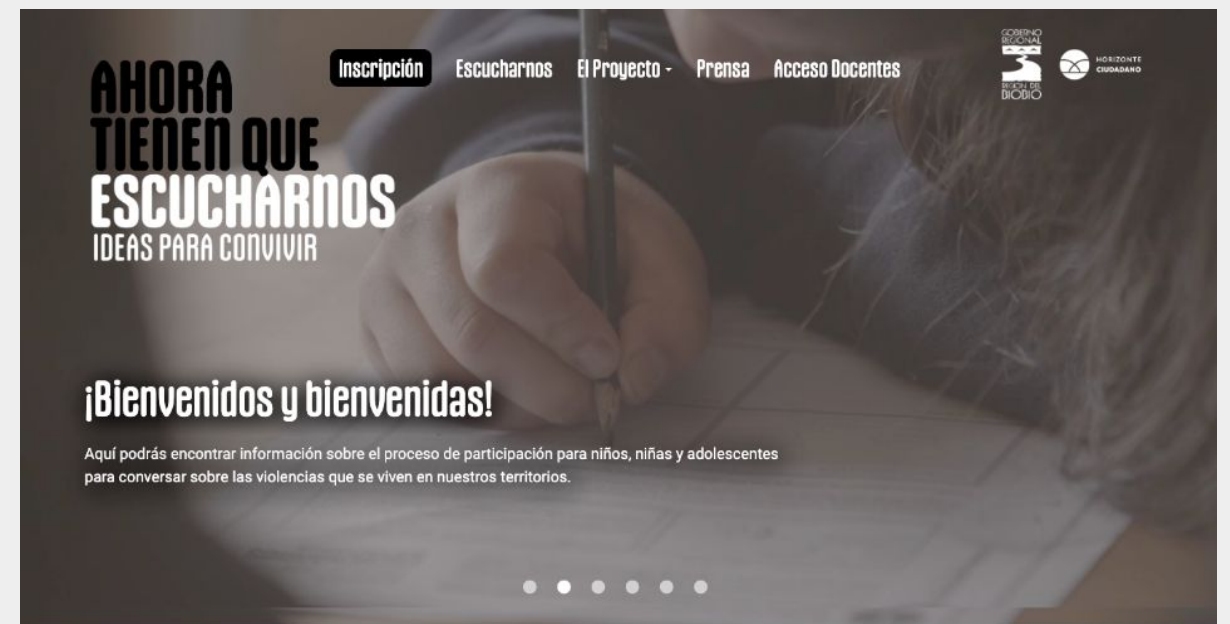 AHORA
TIENEN QUE
ESCUCHARNOS
IDEAS PARA CONVIVIR
Inscripción
Escucharnos
El Proyecto
Prensa
Acceso Docentes
GOBIERNO
REGIONAL
REGIÓN DEL
BIOBIO
HORIZONTE
CIUDADANO
¡Bienvenidos y bienvenidas!
Aquí podrás encontrar información sobre el proceso de participación para niños, niñas y adolescentes
para conversar sobre las violencias que se viven en nuestros territorios.